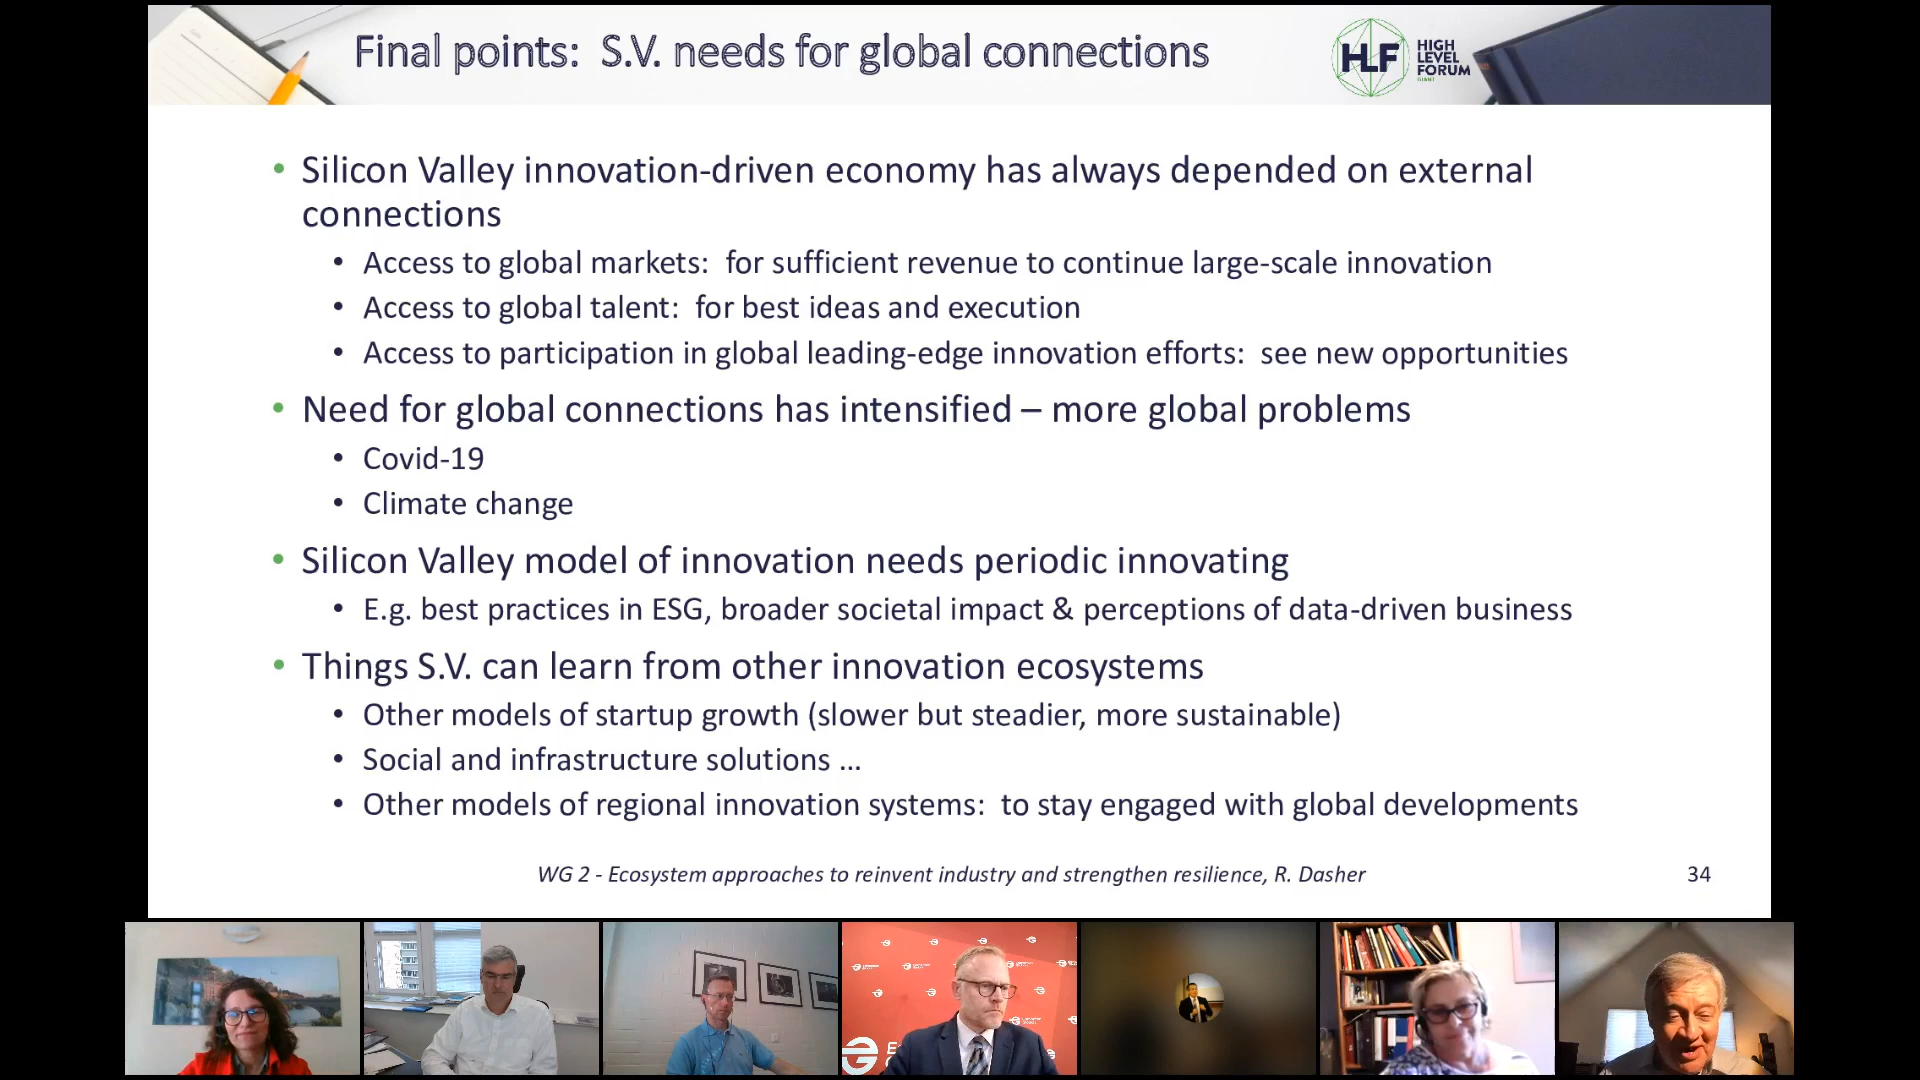 Final points:  S.V. needs for global connections
HLF
HIGH
LEVEL
FORUM
GIANT
• Silicon Valley innovation-driven economy has always depended on external
connections
• Access to global markets:  for sufficient revenue to continue large-scale innovation
• Access to global talent:  for best ideas and execution
• Access to participation in global leading-edge innovation efforts:  see new opportunities
• Need for global connections has intensified – more global problems
• Covid-19
• Climate change
• Silicon Valley model of innovation needs periodic innovating
• E.g. best practices in ESG, broader societal impact & perceptions of data-driven business
• Things S.V. can learn from other innovation ecosystems
• Other models of startup growth (slower but steadier, more sustainable)
• Social and infrastructure solutions …
• Other models of regional innovation systems:  to stay engaged with global developments
WG 2 - Ecosystem approaches to reinvent industry and strengthen resilience, R. Dasher
34